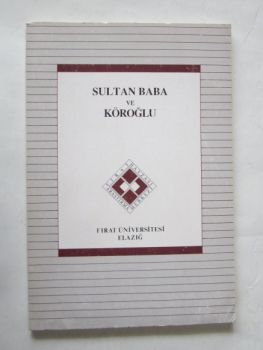 SULTAN BABA
VE
KÖROĞLU
FIRAT ÜNİVERSİTESİ
ELAZIĞ